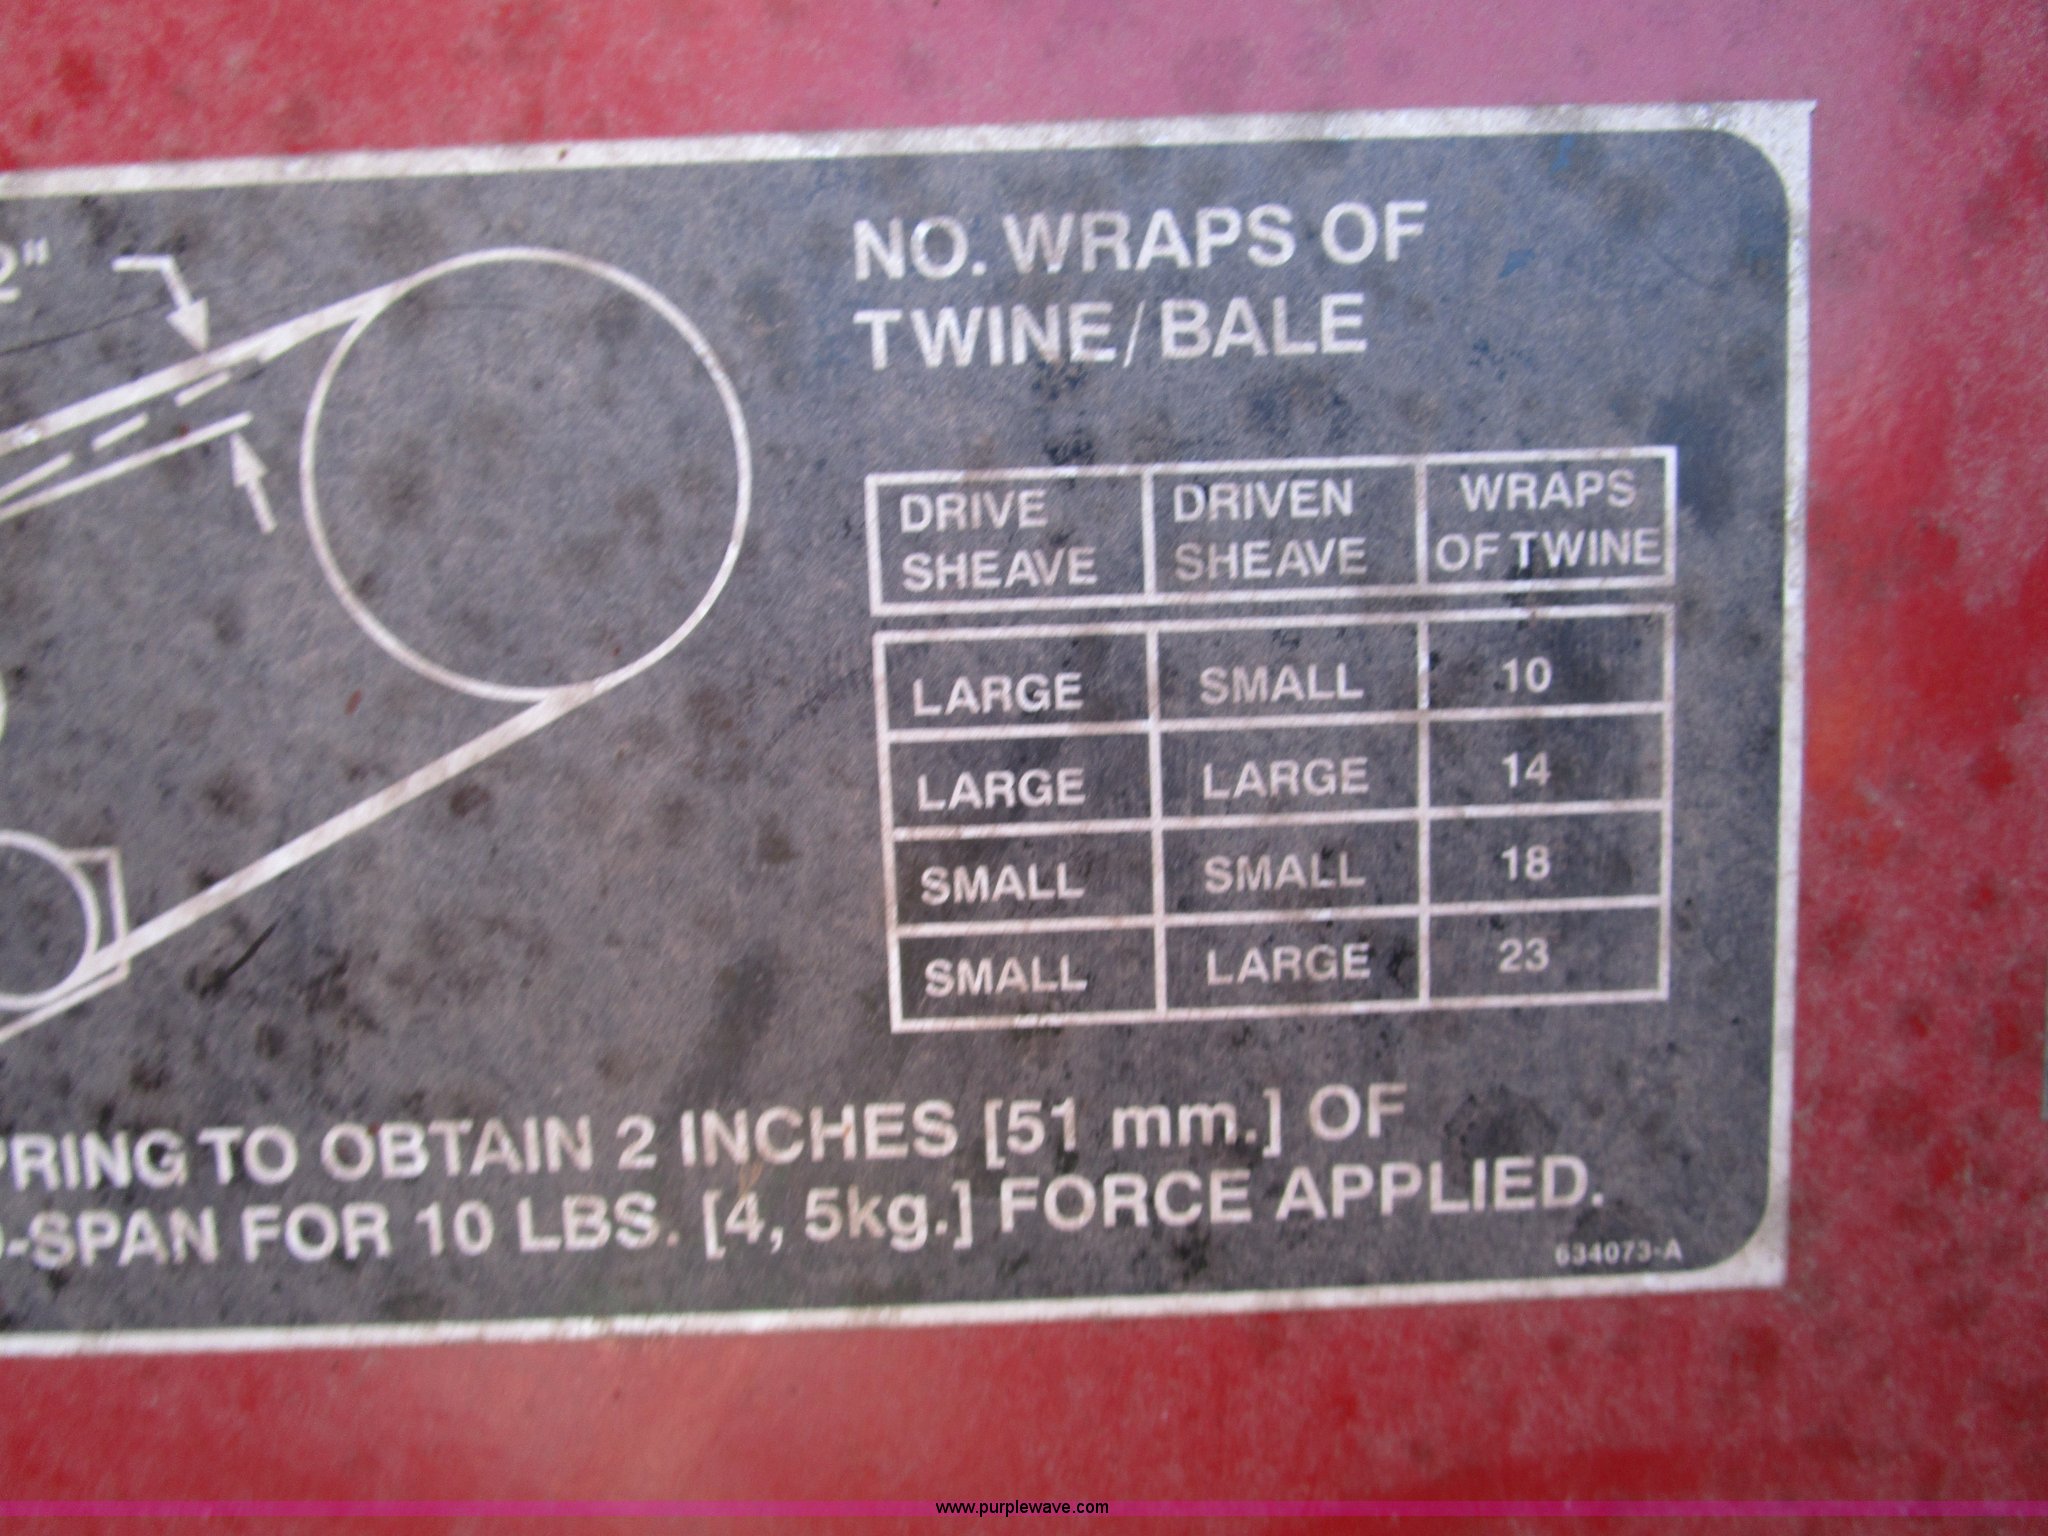 2"
NO. WRAPS OF
TWINE/BALE
DRIVE SHEAVE DRIVEN SHEAVE WRAPS OF TWINE
LARGE SMALL 10
LARGE LARGE 14
SMALL SMALL 18
SMALL LARGE 23
PRING TO OBTAIN 2 INCHES [51 mm.] OF
-SPAN FOR 10 LBS. [4, 5kg.] FORCE APPLIED.
634073-A
www.purplewave.com